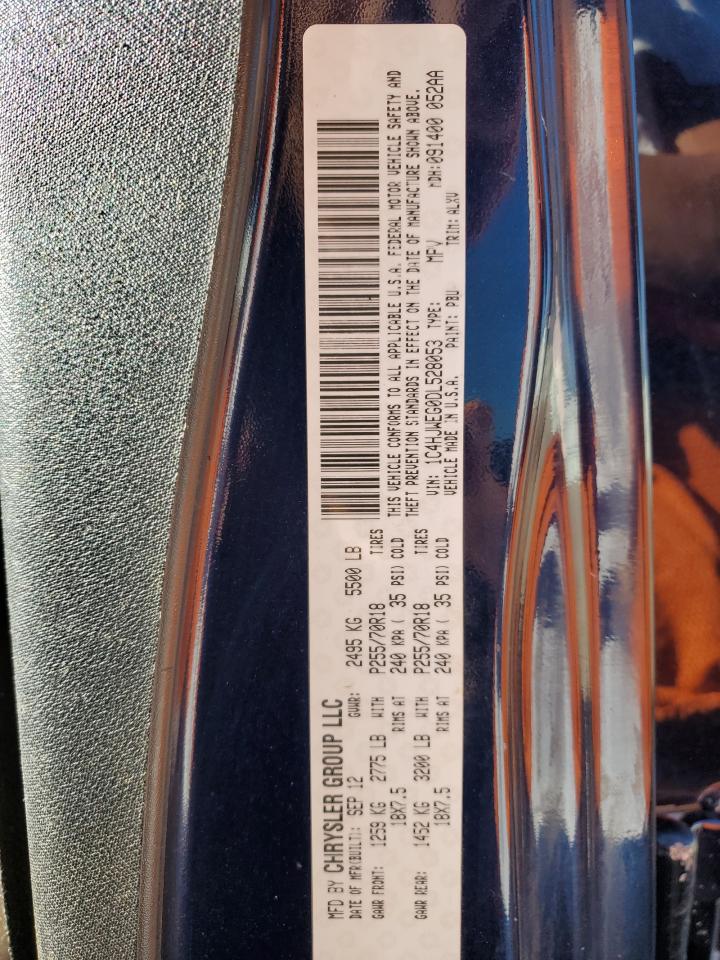 MFD BY CHRYSLER GROUP LLC
DATE OF MFR(BUILT): SEP 12 GVWR: 2495 KG 5500 LB
GAWR FRONT: 1259 KG 2775 LB WITH P255/70R18 TIRES
18X7.5 RIMS AT 240 KPA ( 35 PSI) COLD
GAWR REAR: 1452 KG 3200 LB WITH P255/70R18 TIRES
18X7.5 RIMS AT 240 KPA ( 35 PSI) COLD
THIS VEHICLE CONFORMS TO ALL APPLICABLE U.S.A. FEDERAL MOTOR VEHICLE SAFETY AND
THEFT PREVENTION STANDARDS IN EFFECT ON THE DATE OF MANUFACTURE SHOWN ABOVE.
VIN: 1C4HJWEG0DL528053 TYPE: MPV MDH:091400 052AA
VEHICLE MADE IN U.S.A. PAINT: PBU TRIM: ALXV